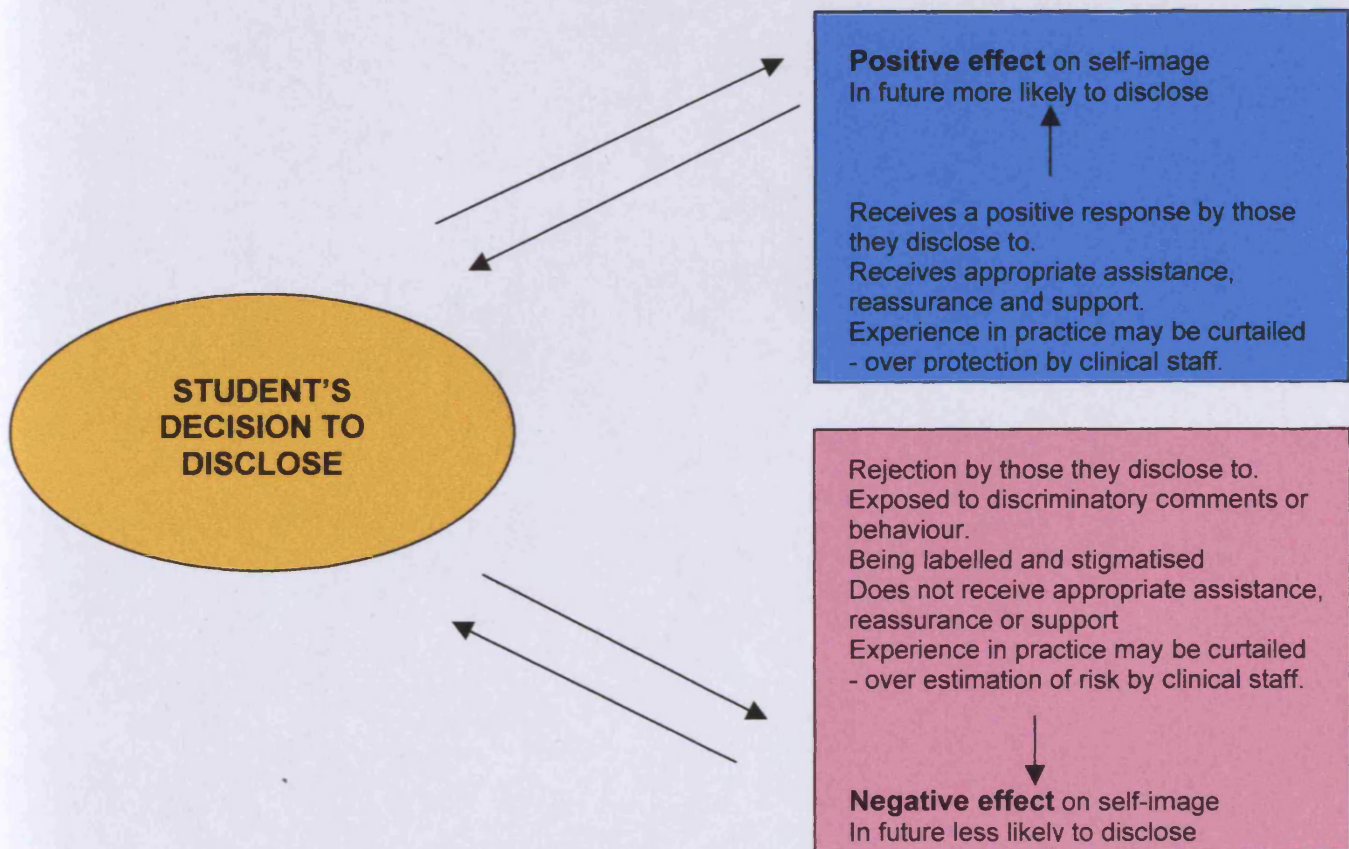 Positive effect on self-image
In future more likely to disclose
Receives a positive response by those
they disclose to.
Receives appropriate assistance,
reassurance and support.
Experience in practice may be curtailed
- over protection by clinical staff.
STUDENT'S
DECISION TO
DISCLOSE
Rejection by those they disclose to.
Exposed to discriminatory comments or
behaviour.
Being labelled and stigmatised
Does not receive appropriate assistance,
reassurance or support
Experience in practice may be curtailed
- over estimation of risk by clinical staff.
Negative effect on self-image
In future less likely to disclose